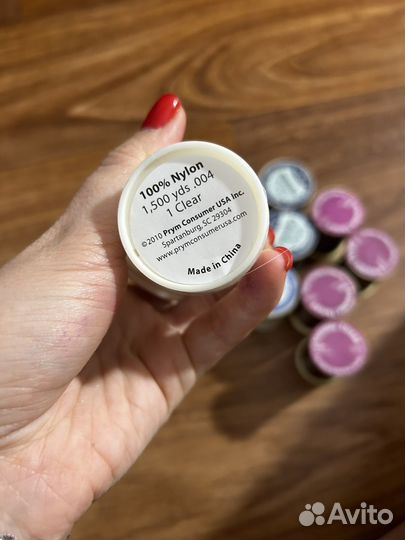 100% Nylon
1,500 yds .004
1 Clear
©2010 Prym Consumer USA Inc.
Spartanburg, SC 29304
www.prymconsumerusa.com
Made in China
Avito